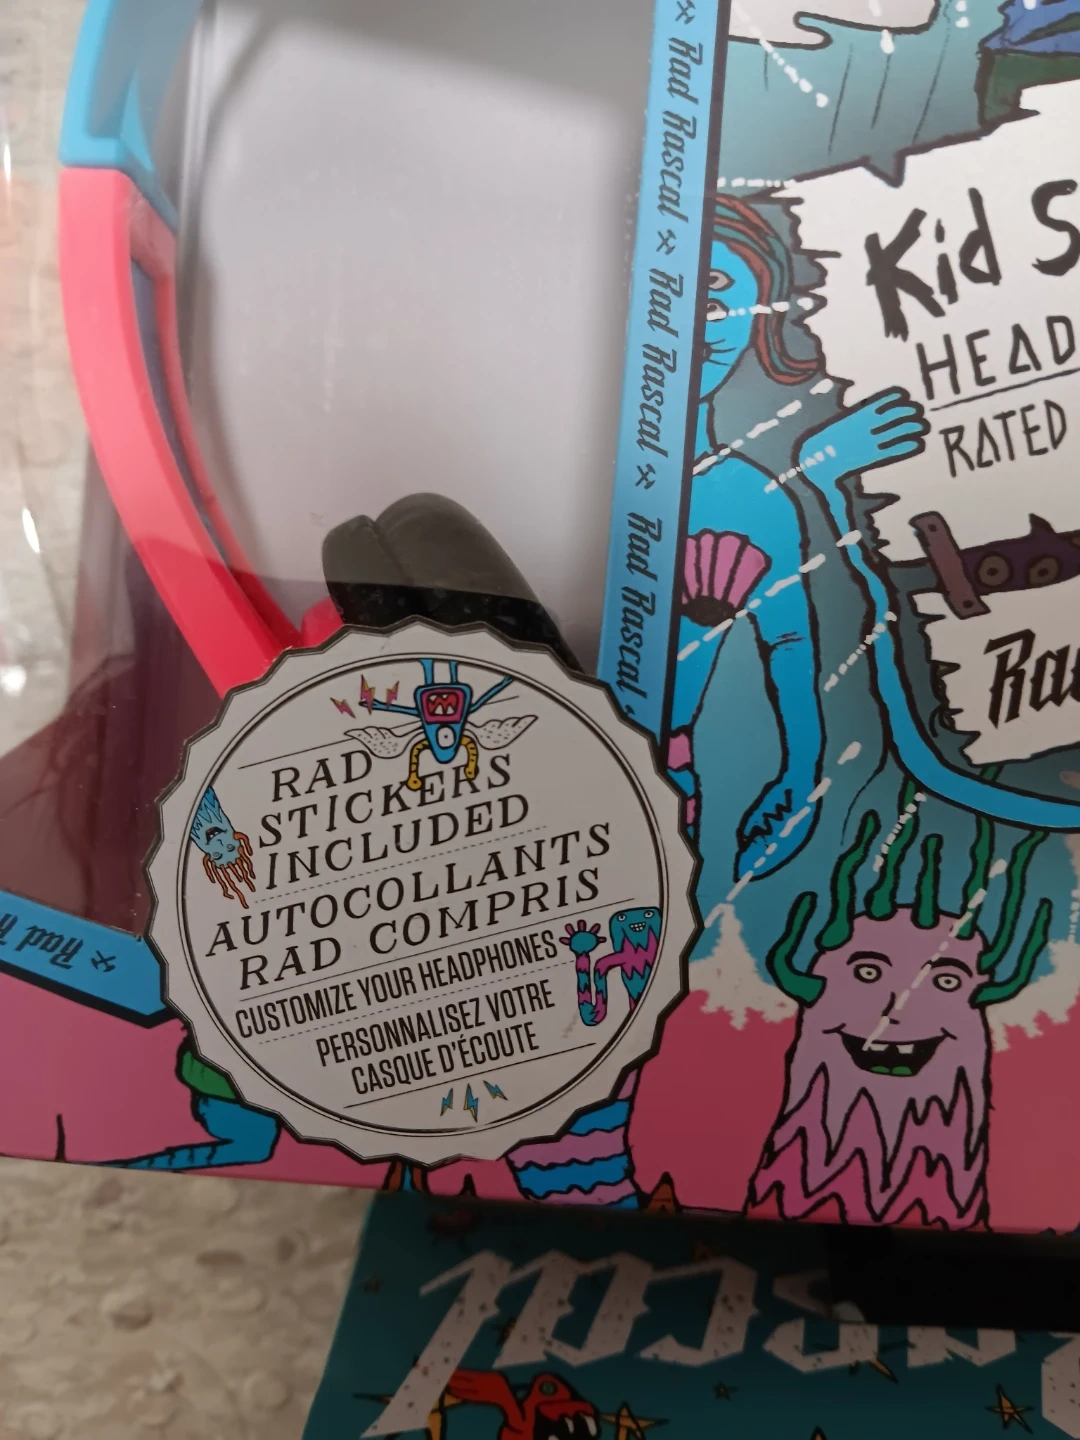 Rad Rascal
Rad Rascal
Rad Rascal
Kid
HEAD
RATED
RAD
STICKERS
INCLUDED
AUTOCOLLANTS
RAD COMPRIS
CUSTOMIZE YOUR HEADPHONES
PERSONNALISEZ VOTRE
CASQUE D'ÉCOUTE
Rad